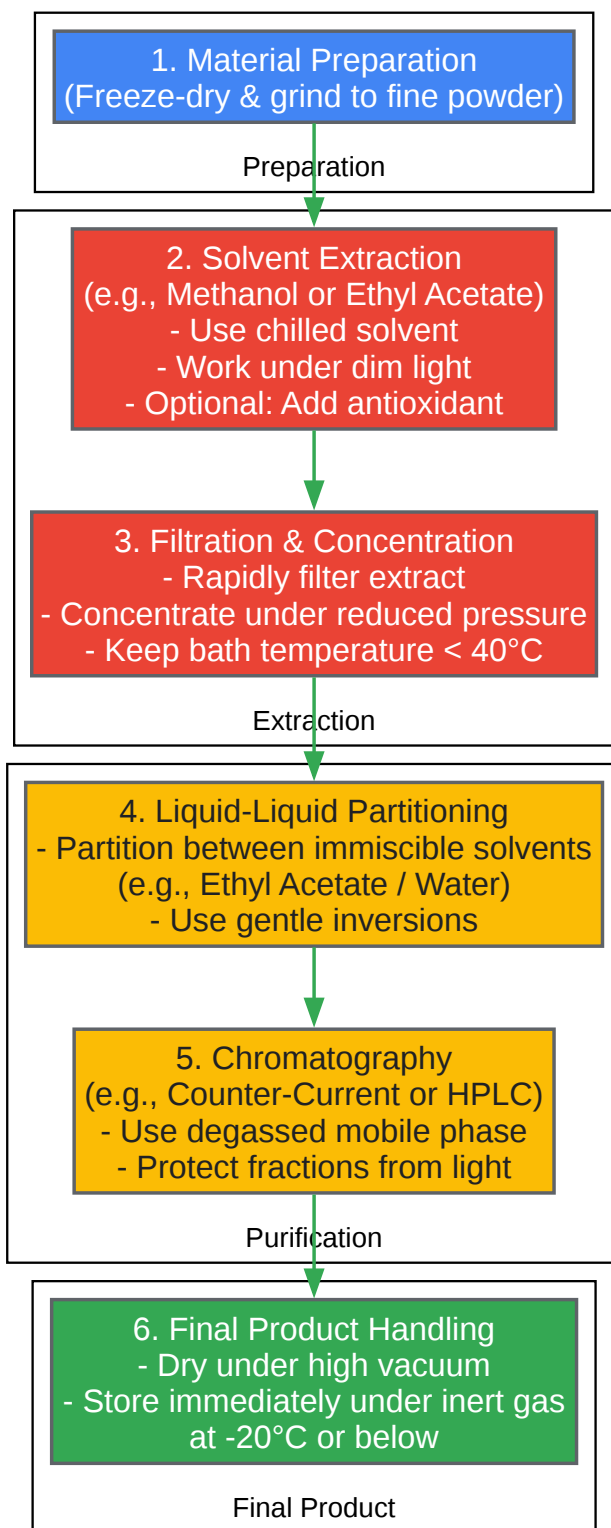 1. Material Preparation
(Freeze-dry & grind to fine powder)
Preparation
2. Solvent Extraction
(e.g., Methanol or Ethyl Acetate)
- Use chilled solvent
- Work under dim light
- Optional: Add antioxidant
3. Filtration & Concentration
- Rapidly filter extract
- Concentrate under reduced pressure
- Keep bath temperature < 40°C
Extraction
4. Liquid-Liquid Partitioning
- Partition between immiscible solvents
(e.g., Ethyl Acetate / Water)
- Use gentle inversions
5. Chromatography
(e.g., Counter-Current or HPLC)
- Use degassed mobile phase
- Protect fractions from light
Purification
6. Final Product Handling
- Dry under high vacuum
- Store immediately under inert gas
at -20°C or below
Final Product